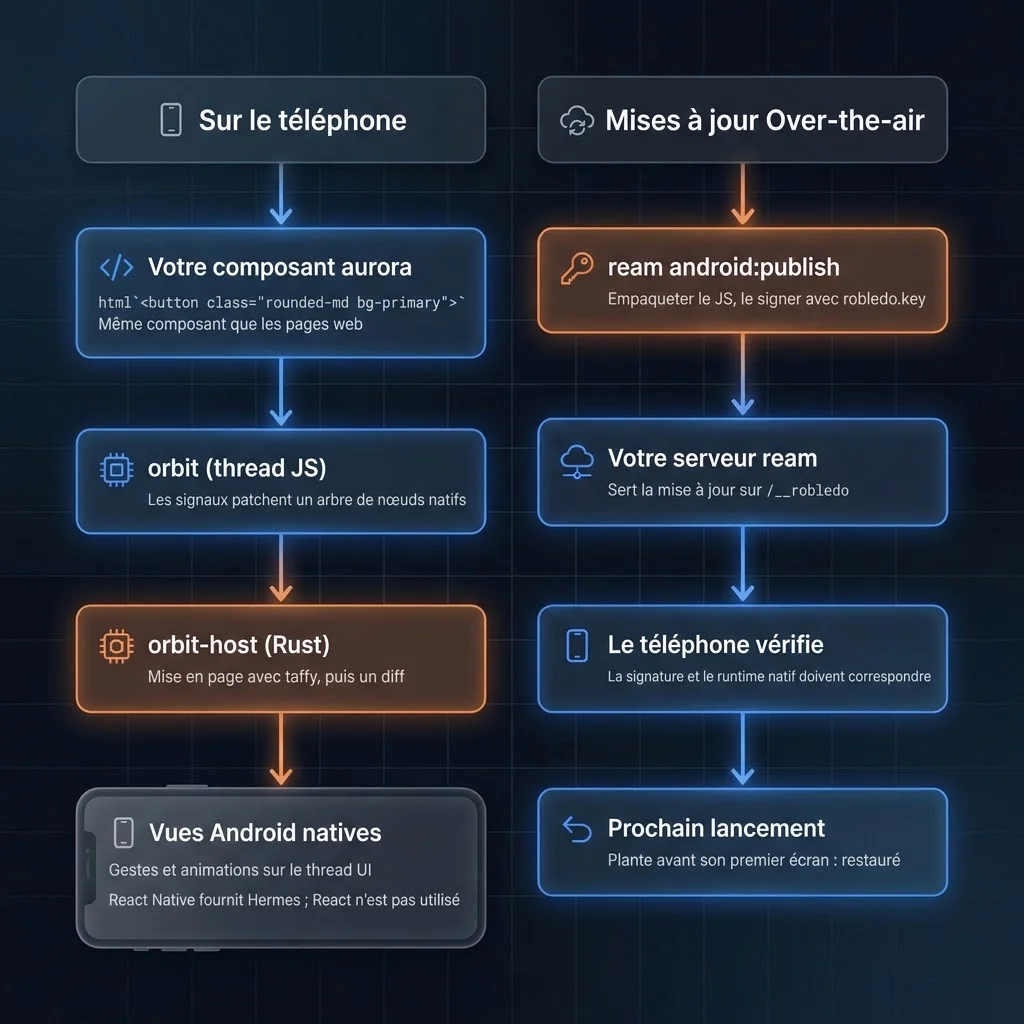 Sur le téléphone
Votre composant aurora
html`<button class="rounded-md bg-primary">`
Même composant que les pages web
orbit (thread JS)
Les signaux patchent un arbre de nœuds natifs
orbit-host (Rust)
Mise en page avec taffy, puis un diff
Vues Android natives
Gestes et animations sur le thread UI
React Native fournit Hermes ; React n'est pas utilisé
Mises à jour Over-the-air
ream android:publish
Empaqueter le JS, le signer avec robledo.key
Votre serveur ream
Sert la mise à jour sur /__robledo
Le téléphone vérifie
La signature et le runtime natif doivent correspondre
Prochain lancement
Plante avant son premier écran : restauré